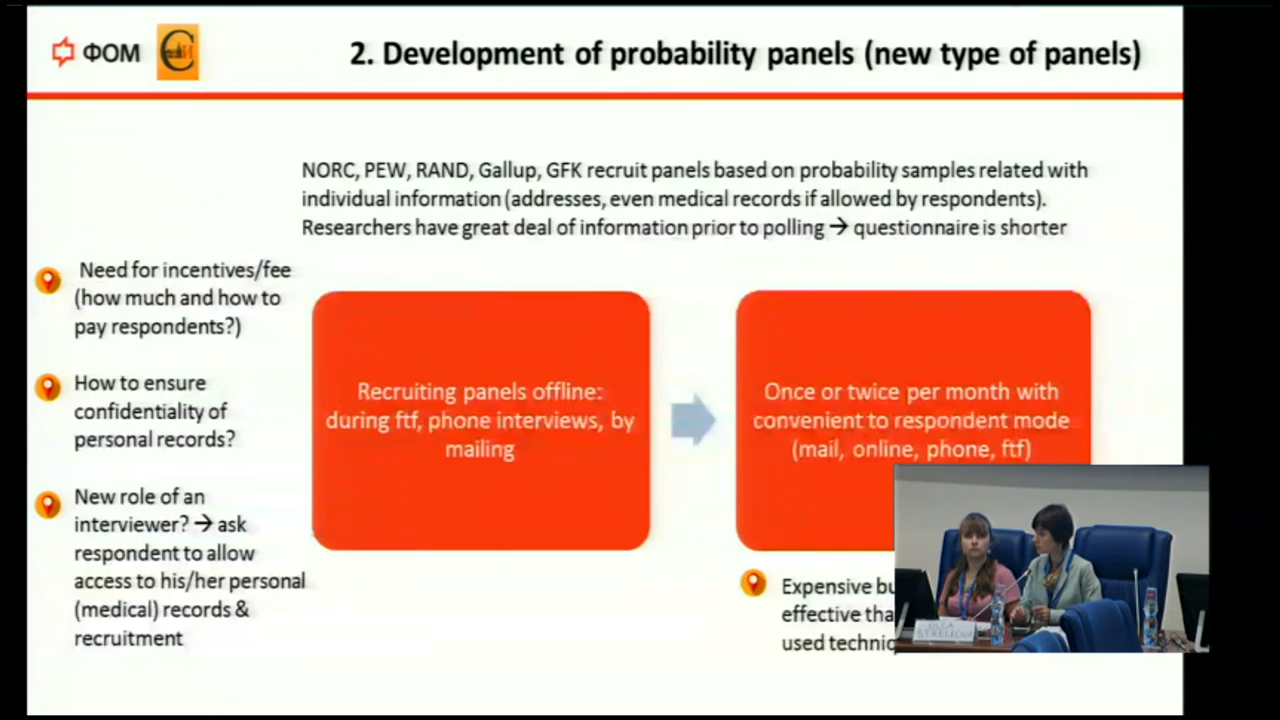 ФОМ
2. Development of probability panels (new type of panels)
NORC, PEW, RAND, Gallup, GFK recruit panels based on probability samples related with
individual information (addresses, even medical records if allowed by respondents).
Researchers have great deal of information prior to polling → questionnaire is shorter
Need for incentives/fee
(how much and how to
pay respondents?)
How to ensure
confidentiality of
personal records?
New role of an
interviewer? → ask
respondent to allow
access to his/her personal
(medical) records &
recruitment
Recruiting panels offline:
during ftf, phone interviews, by
mailing
Once or twice per month with
convenient to respondent mode
(mail, online, phone, ftf)
Expensive bu
effective tha
used techniq
OLGA
STRELKOVA